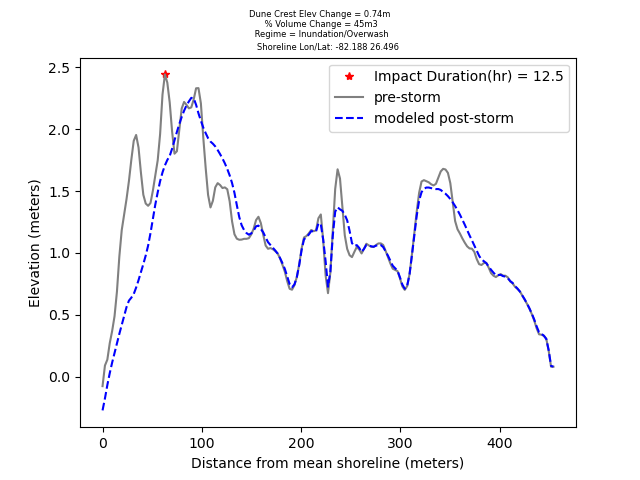 Dune Crest Elev Change = 0.74m
% Volume Change = 45m3
Regime = Inundation/Overwash
Shoreline Lon/Lat: -82.188 26.496
Impact Duration(hr) = 12.5
pre-storm
modeled post-storm
Elevation (meters)
2.5
2.0
1.5
1.0
0.5
0.0
0 100 200 300 400
Distance from mean shoreline (meters)